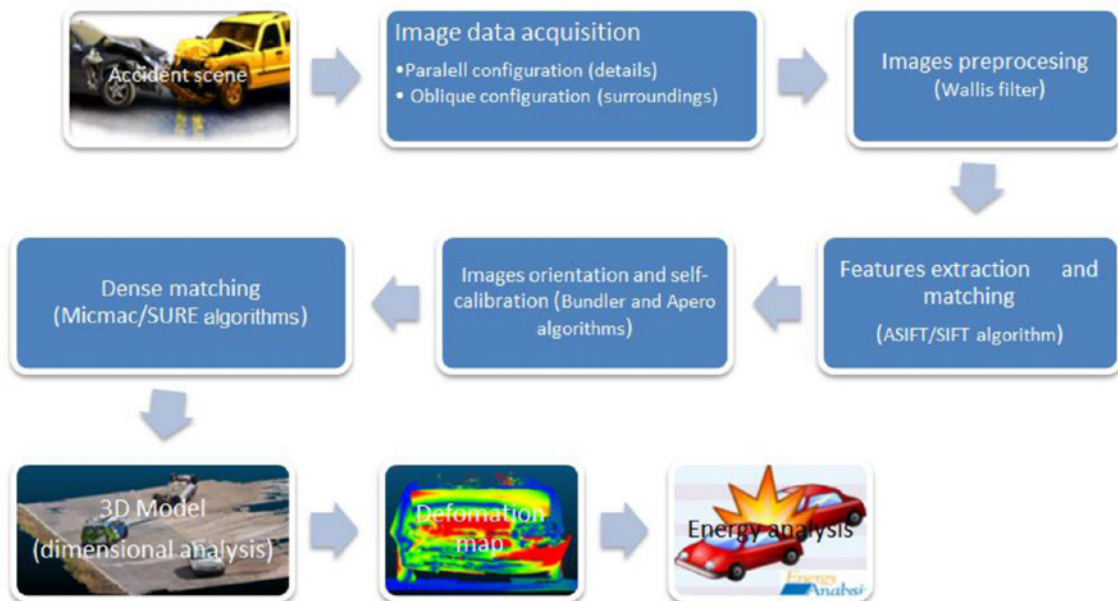 Accident scene
Image data acquisition
•Paralell configuration (details)
• Oblique configuration (surroundings)
Images preprocesing
(Wallis filter)
Features extraction and
matching
(ASIFT/SIFT algorithm)
Images orientation and self-
calibration (Bundler and Apero
algorithms)
Dense matching
(Micmac/SURE algorithms)
3D Model
(dimensional analysis)
Defomation
map
Energy analysis
Energy
Analysi